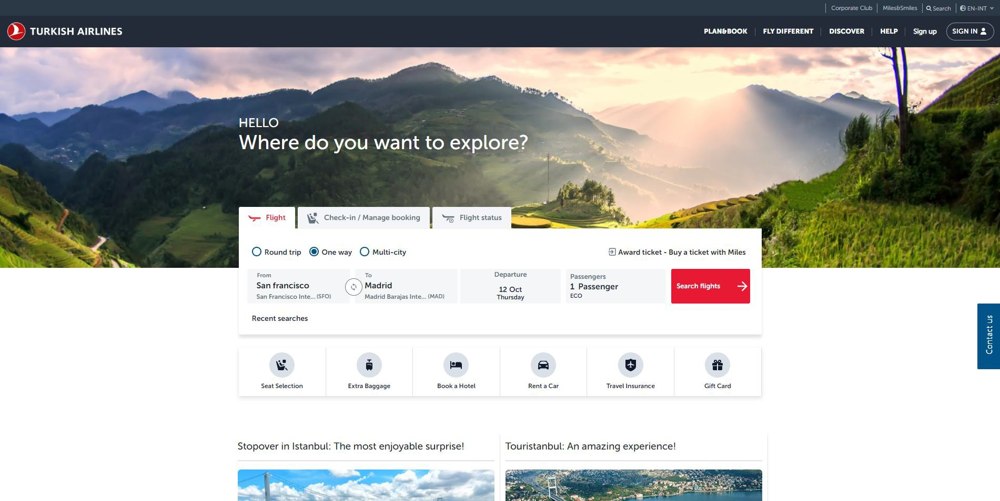 Corporate Club
Miles&Smiles
Search
EN-INT
TURKISH AIRLINES
PLAN&BOOK
FLY DIFFERENT
DISCOVER
HELP
Sign up
SIGN IN
HELLO
Where do you want to explore?
Flight
Check-in / Manage booking
Flight status
Round trip
One way
Multi-city
Award ticket - Buy a ticket with Miles
From
San francisco
San Francisco Inte... (SFO)
To
Madrid
Madrid Barajas Inte... (MAD)
Departure
12 Oct
Thursday
Passengers
1 Passenger
ECO
Search flights
Recent searches
Contact us
Seat Selection
Extra Baggage
Book a Hotel
Rent a Car
Travel Insurance
Gift Card
Stopover in Istanbul: The most enjoyable surprise!
Touristanbul: An amazing experience!